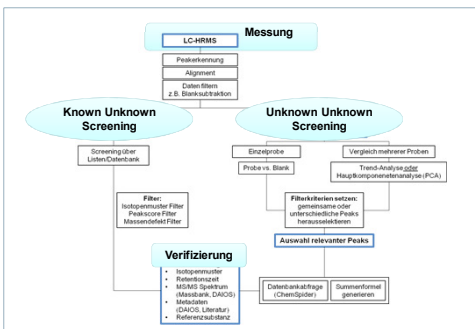 Messung
LC-HRMS
Peakerkennung
Alignment
Daten filtern
z.B. Blanksubtraktion
Known Unknown
Screening
Unknown Unknown
Screening
Screening über
Listen/Datenbank
Einzelprobe
Vergleich mehrerer Proben
Probe vs. Blank
Trend-Analyse oder
Hauptkomponenetenanalyse (PCA)
Filter:
Isotopenmuster Filter
Peakscore Filter
Massendefekt Filter
Filterkriterien setzen:
gemeinsame oder
unterschiedliche Peaks
herausselektieren
Auswahl relevanter Peaks
Verifizierung
• Isotopenmuster
• Retentionszeit
• MS/MS Spektrum
(Massbank, DAIOS)
• Metadaten
(DAIOS, Literatur)
• Referenzsubstanz
Datenbankabfrage
(ChemSpider)
Summenformel
generieren